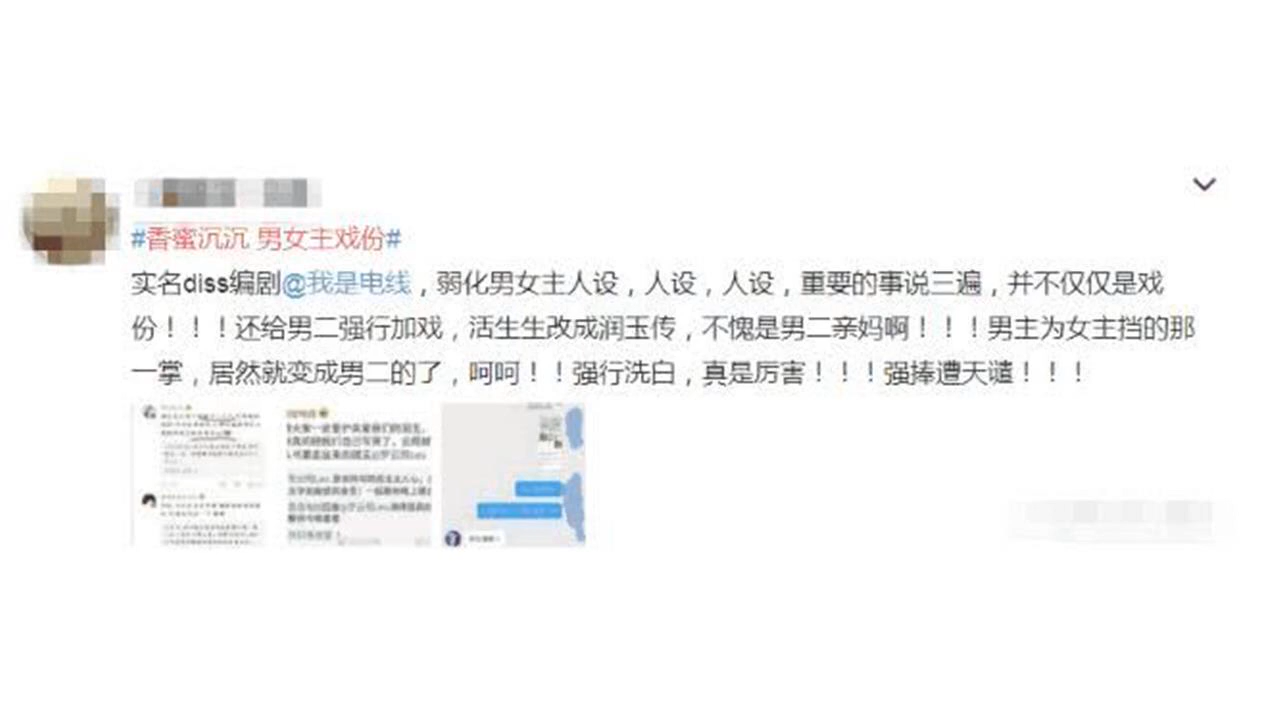 #香蜜沉沉 男女主戏份#
实名diss编剧@我是电线，弱化男女主人设，人设，人设，重要的事说三遍，并不仅仅是戏
份！！！还给男二强行加戏，活生生改成润玉传，不愧是男二亲妈啊！！！男主为女主挡的那
一掌，居然就变成男二的了，呵呵！！强行洗白，真是厉害！！！强捧遭天谴！！！